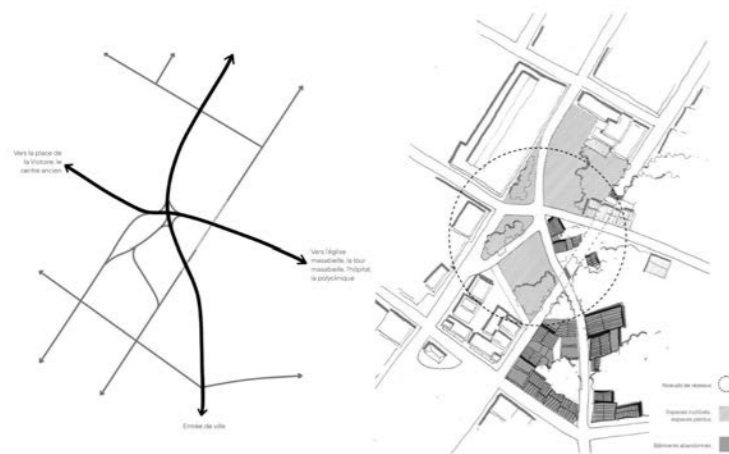 Vers la place de
la Victoire, le
centre ancien
Vers l'église
massabielle, la tour
massabielle, l'hôpital,
la polyclinique
Entrée de ville
Noeuds de réseaux
Espaces inutilisés,
espaces perdus
Bâtiments abandonnés